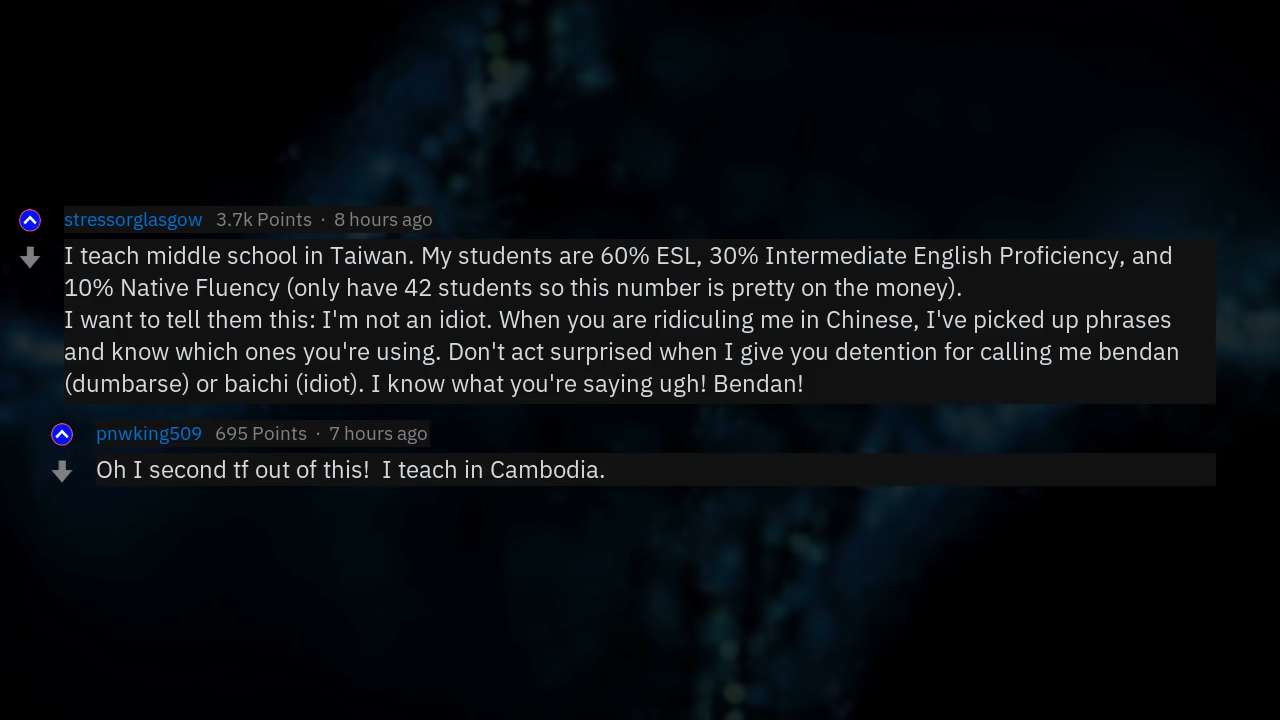 stressorglasgow 3.7k Points · 8 hours ago
I teach middle school in Taiwan. My students are 60% ESL, 30% Intermediate English Proficiency, and
10% Native Fluency (only have 42 students so this number is pretty on the money).
I want to tell them this: I'm not an idiot. When you are ridiculing me in Chinese, I've picked up phrases
and know which ones you're using. Don't act surprised when I give you detention for calling me bendan
(dumbarse) or baichi (idiot). I know what you're saying ugh! Bendan!
pnwking509 695 Points · 7 hours ago
Oh I second tf out of this!  I teach in Cambodia.